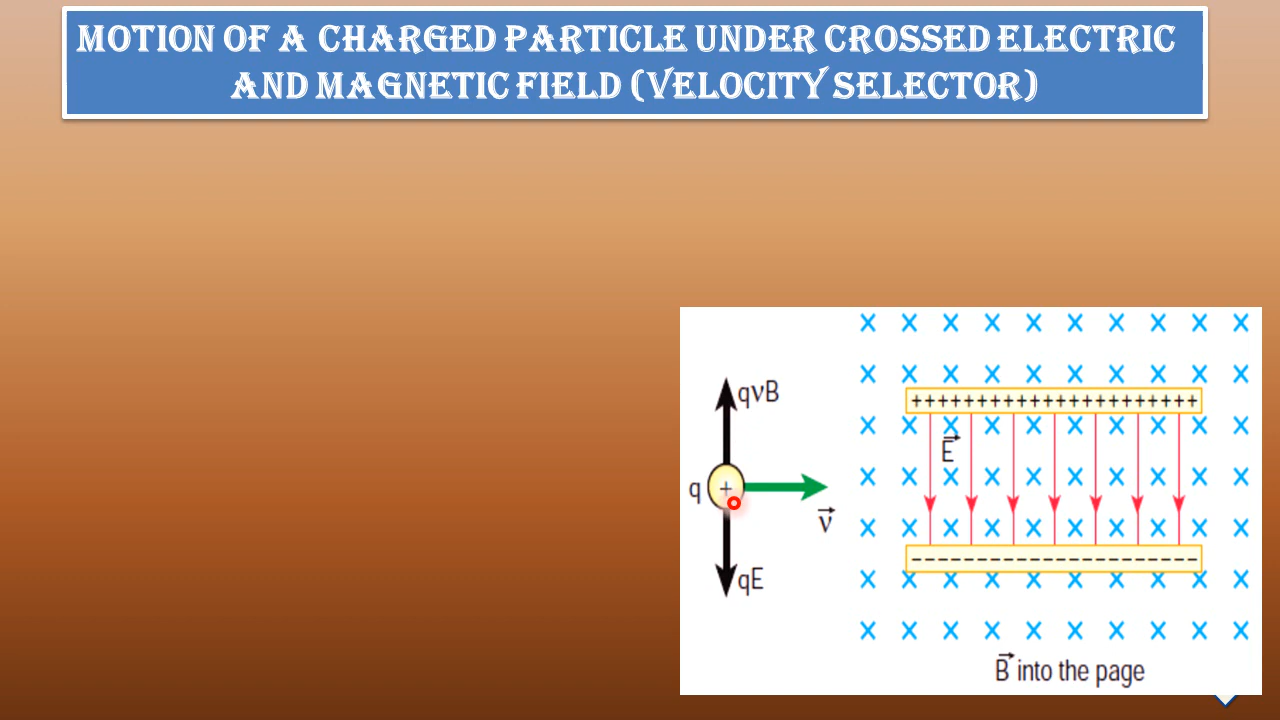 MOTION OF A CHARGED PARTICLE UNDER CROSSED ELECTRIC
AND MAGNETIC FIELD (VELOCITY SELECTOR)
× × × × × × × × × ×
× × × × × × × × × ×
qvB
++++++++++++++++++++++
× × × × × × × × × ×
E⃗
× × × × × × × × × ×
q +
v⃗
× × × × × × × × × ×
−−−−−−−−−−−−−−−−−−−−−−
qE
× × × × × × × × × ×
× × × × × × × × × ×
B⃗ into the page